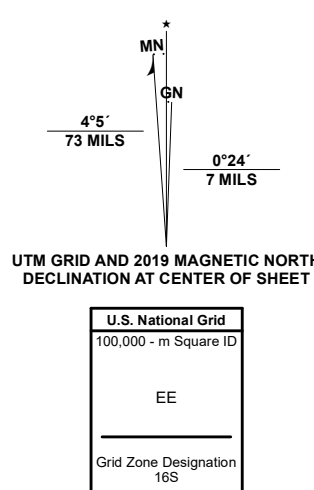 MN
GN
4°5´
73 MILS
0°24´
7 MILS
UTM GRID AND 2019 MAGNETIC NORTH
DECLINATION AT CENTER OF SHEET
U.S. National Grid
100,000 - m Square ID
EE
Grid Zone Designation
16S